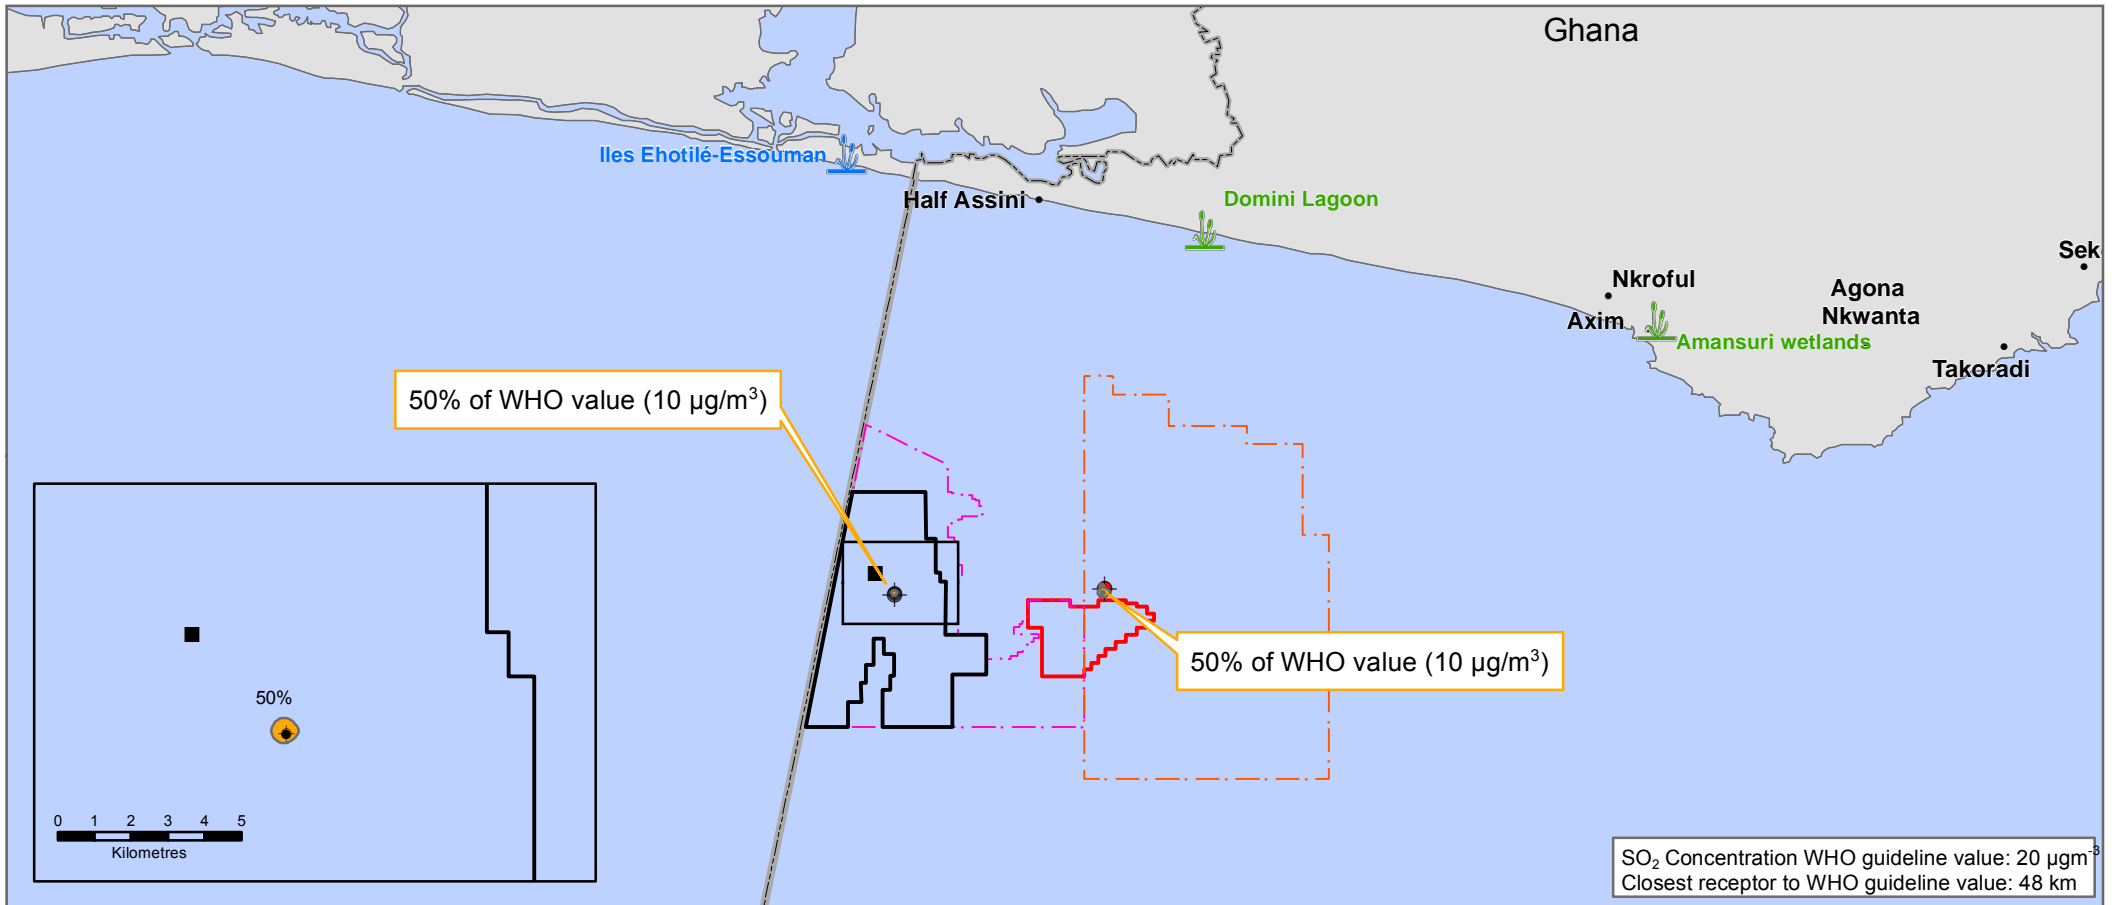 Ghana
Iles Ehotilé-Essouman
Half Assini
Domini Lagoon
Sek
Nkroful
Agona
Nkwanta
Axim
Amansuri wetlands
Takoradi
50% of WHO value (10 µg/m³)
50% of WHO value (10 µg/m³)
50%
0 1 2 3 4 5
Kilometres
SO₂ Concentration WHO guideline value: 20 µgm⁻³
Closest receptor to WHO guideline value: 48 km